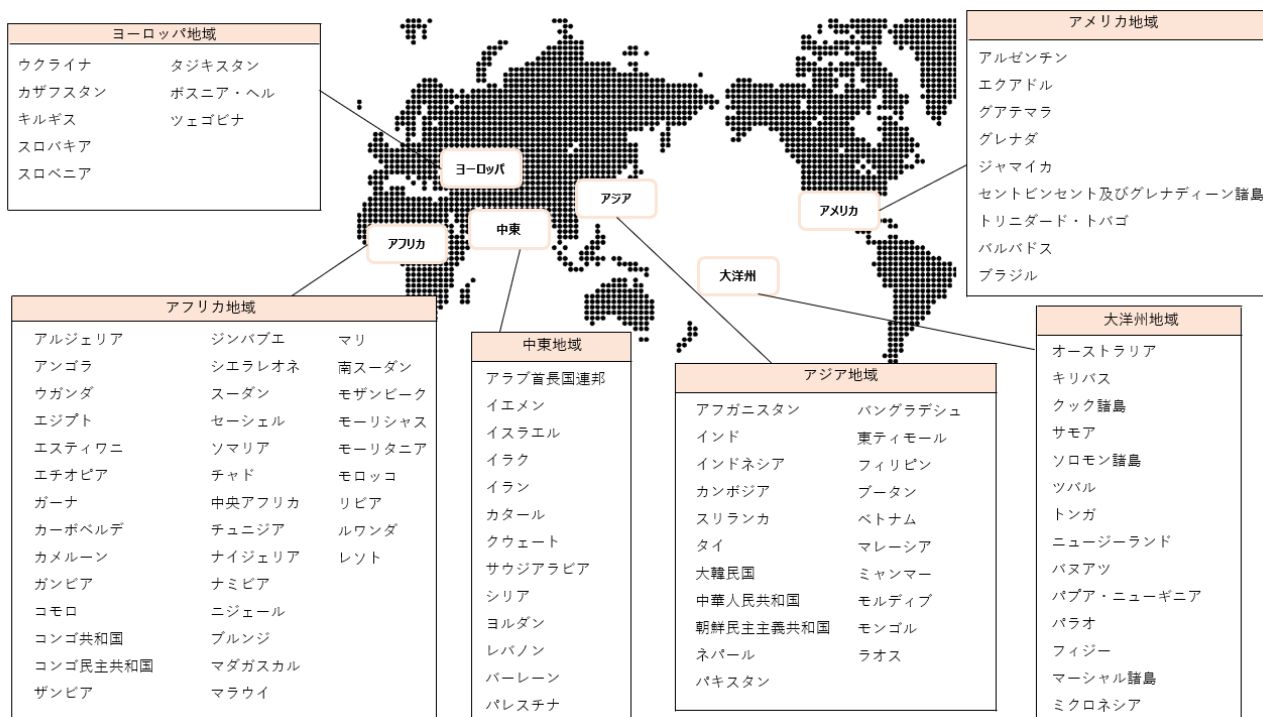 ヨーロッパ地域
ウクライナ
カザフスタン
キルギス
スロバキア
スロベニア
タジキスタン
ボスニア・ヘル
ツェゴビナ
アメリカ地域
アルゼンチン
エクアドル
グアテマラ
グレナダ
ジャマイカ
セントビンセント及びグレナディーン諸島
トリニダード・トバゴ
バルバドス
ブラジル
ヨーロッパ
アジア
アメリカ
中東
アフリカ
大洋州
アフリカ地域
アルジェリア
アンゴラ
ウガンダ
エジプト
エスティワニ
エチオピア
ガーナ
カーボベルデ
カメルーン
ガンビア
コモロ
コンゴ共和国
コンゴ民主共和国
ザンビア
ジンバブエ
シエラレオネ
スーダン
セーシェル
ソマリア
チャド
中央アフリカ
チュニジア
ナイジェリア
ナミビア
ニジェール
ブルンジ
マダガスカル
マラウイ
マリ
南スーダン
モザンビーク
モーリシャス
モーリタニア
モロッコ
リビア
ルワンダ
レソト
中東地域
アラブ首長国連邦
イエメン
イスラエル
イラク
イラン
カタール
クウェート
サウジアラビア
シリア
ヨルダン
レバノン
バーレーン
パレスチナ
アジア地域
アフガニスタン
インド
インドネシア
カンボジア
スリランカ
タイ
大韓民国
中華人民共和国
朝鮮民主主義共和国
ネパール
パキスタン
バングラデシュ
東ティモール
フィリピン
ブータン
ベトナム
マレーシア
ミャンマー
モルディブ
モンゴル
ラオス
大洋州地域
オーストラリア
キリバス
クック諸島
サモア
ソロモン諸島
ツバル
トンガ
ニュージーランド
バヌアツ
パプア・ニューギニア
パラオ
フィジー
マーシャル諸島
ミクロネシア